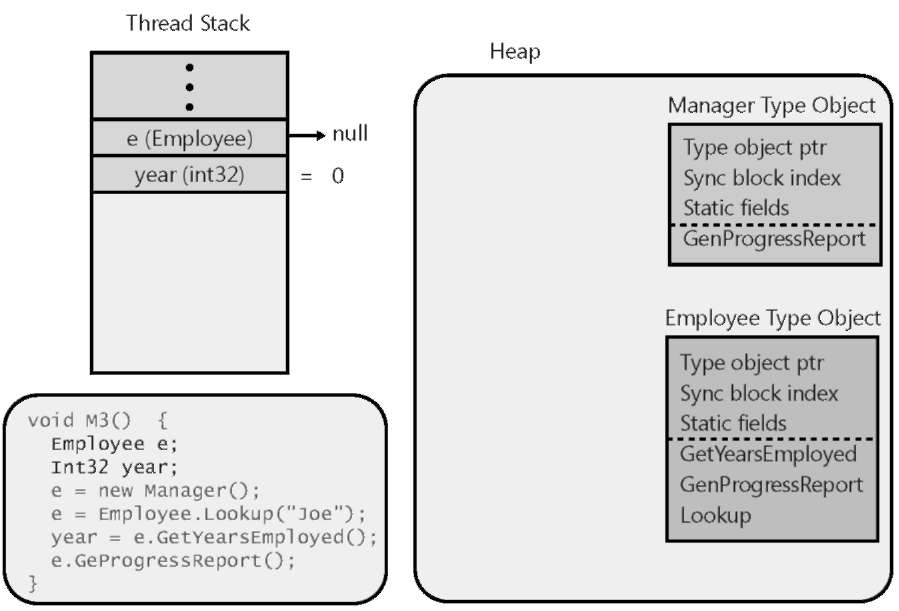 Thread Stack
e (Employee)
null
year (int32)
= 0
void M3() {
Employee e;
Int32 year;
e = new Manager();
e = Employee.Lookup("Joe");
year = e.GetYearsEmployed();
e.GeProgressReport();
}
Heap
Manager Type Object
Type object ptr
Sync block index
Static fields
GenProgressReport
Employee Type Object
Type object ptr
Sync block index
Static fields
GetYearsEmployed
GenProgressReport
Lookup